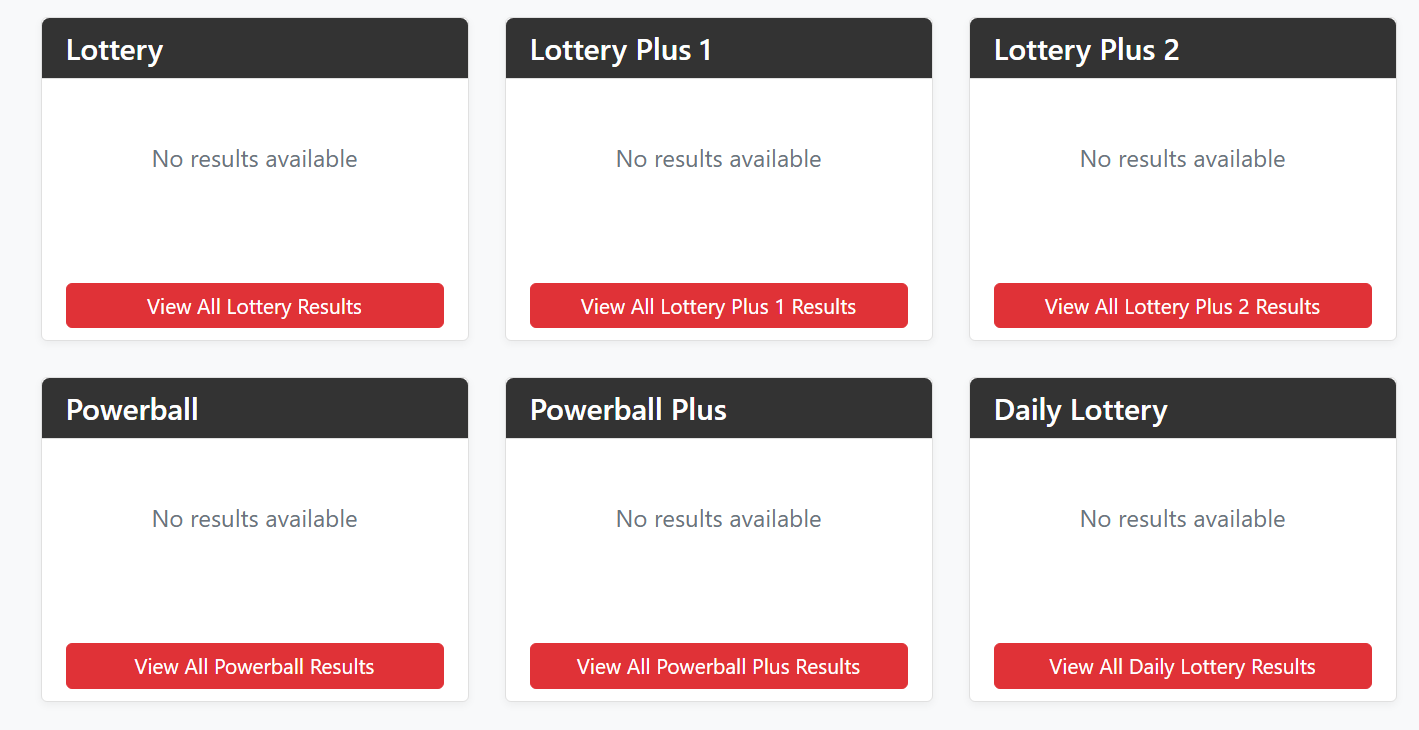 Lottery
Lottery Plus 1
Lottery Plus 2
No results available
No results available
No results available
View All Lottery Results
View All Lottery Plus 1 Results
View All Lottery Plus 2 Results
Powerball
Powerball Plus
Daily Lottery
No results available
No results available
No results available
View All Powerball Results
View All Powerball Plus Results
View All Daily Lottery Results